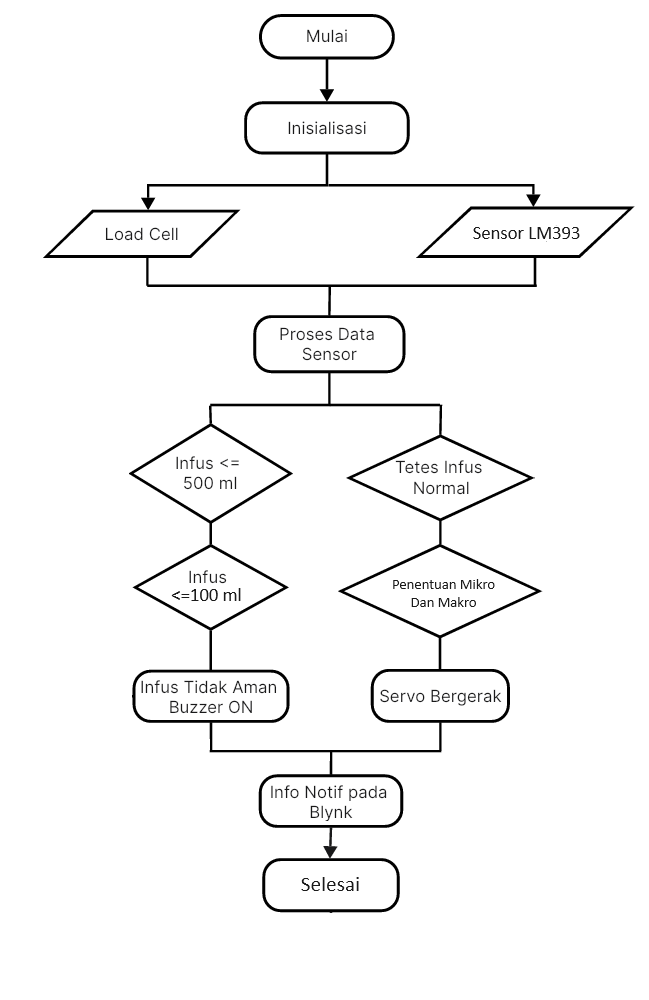 Mulai
Inisialisasi
Load Cell
Sensor LM393
Proses Data
Sensor
Infus <=
500 ml
Tetes Infus
Normal
Infus
<=100 ml
Penentuan Mikro
Dan Makro
Infus Tidak Aman
Buzzer ON
Servo Bergerak
Info Notif pada
Blynk
Selesai